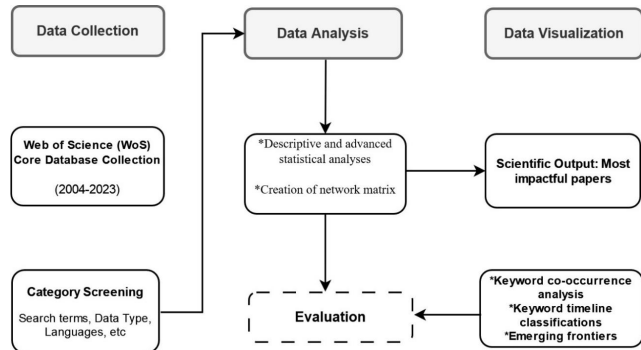 Data Collection
Data Analysis
Data Visualization
Web of Science (WoS)
Core Database Collection
(2004-2023)
*Descriptive and advanced
statistical analyses
*Creation of network matrix
Scientific Output: Most
impactful papers
Category Screening
Search terms, Data Type,
Languages, etc
Evaluation
*Keyword co-occurrence
analysis
*Keyword timeline
classifications
*Emerging frontiers